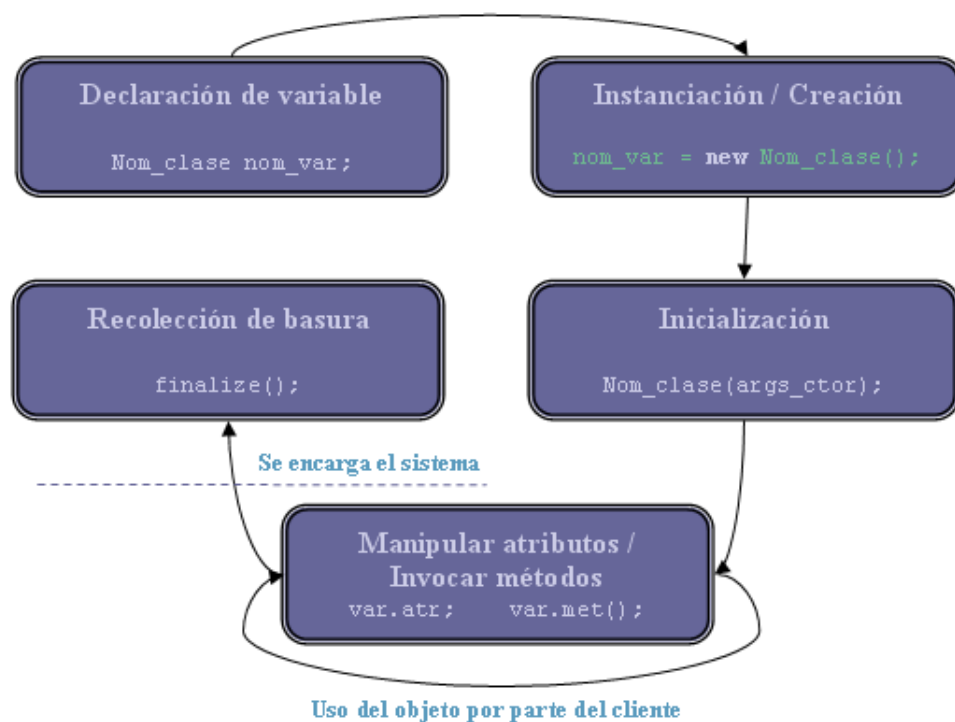 Declaración de variable
Nom_clase nom_var;
Instanciación / Creación
nom_var = new Nom_clase();
Recolección de basura
finalize();
Inicialización
Nom_clase(args_ctor);
Se encarga el sistema
Manipular atributos /
Invocar métodos
var.atr; var.met();
Uso del objeto por parte del cliente